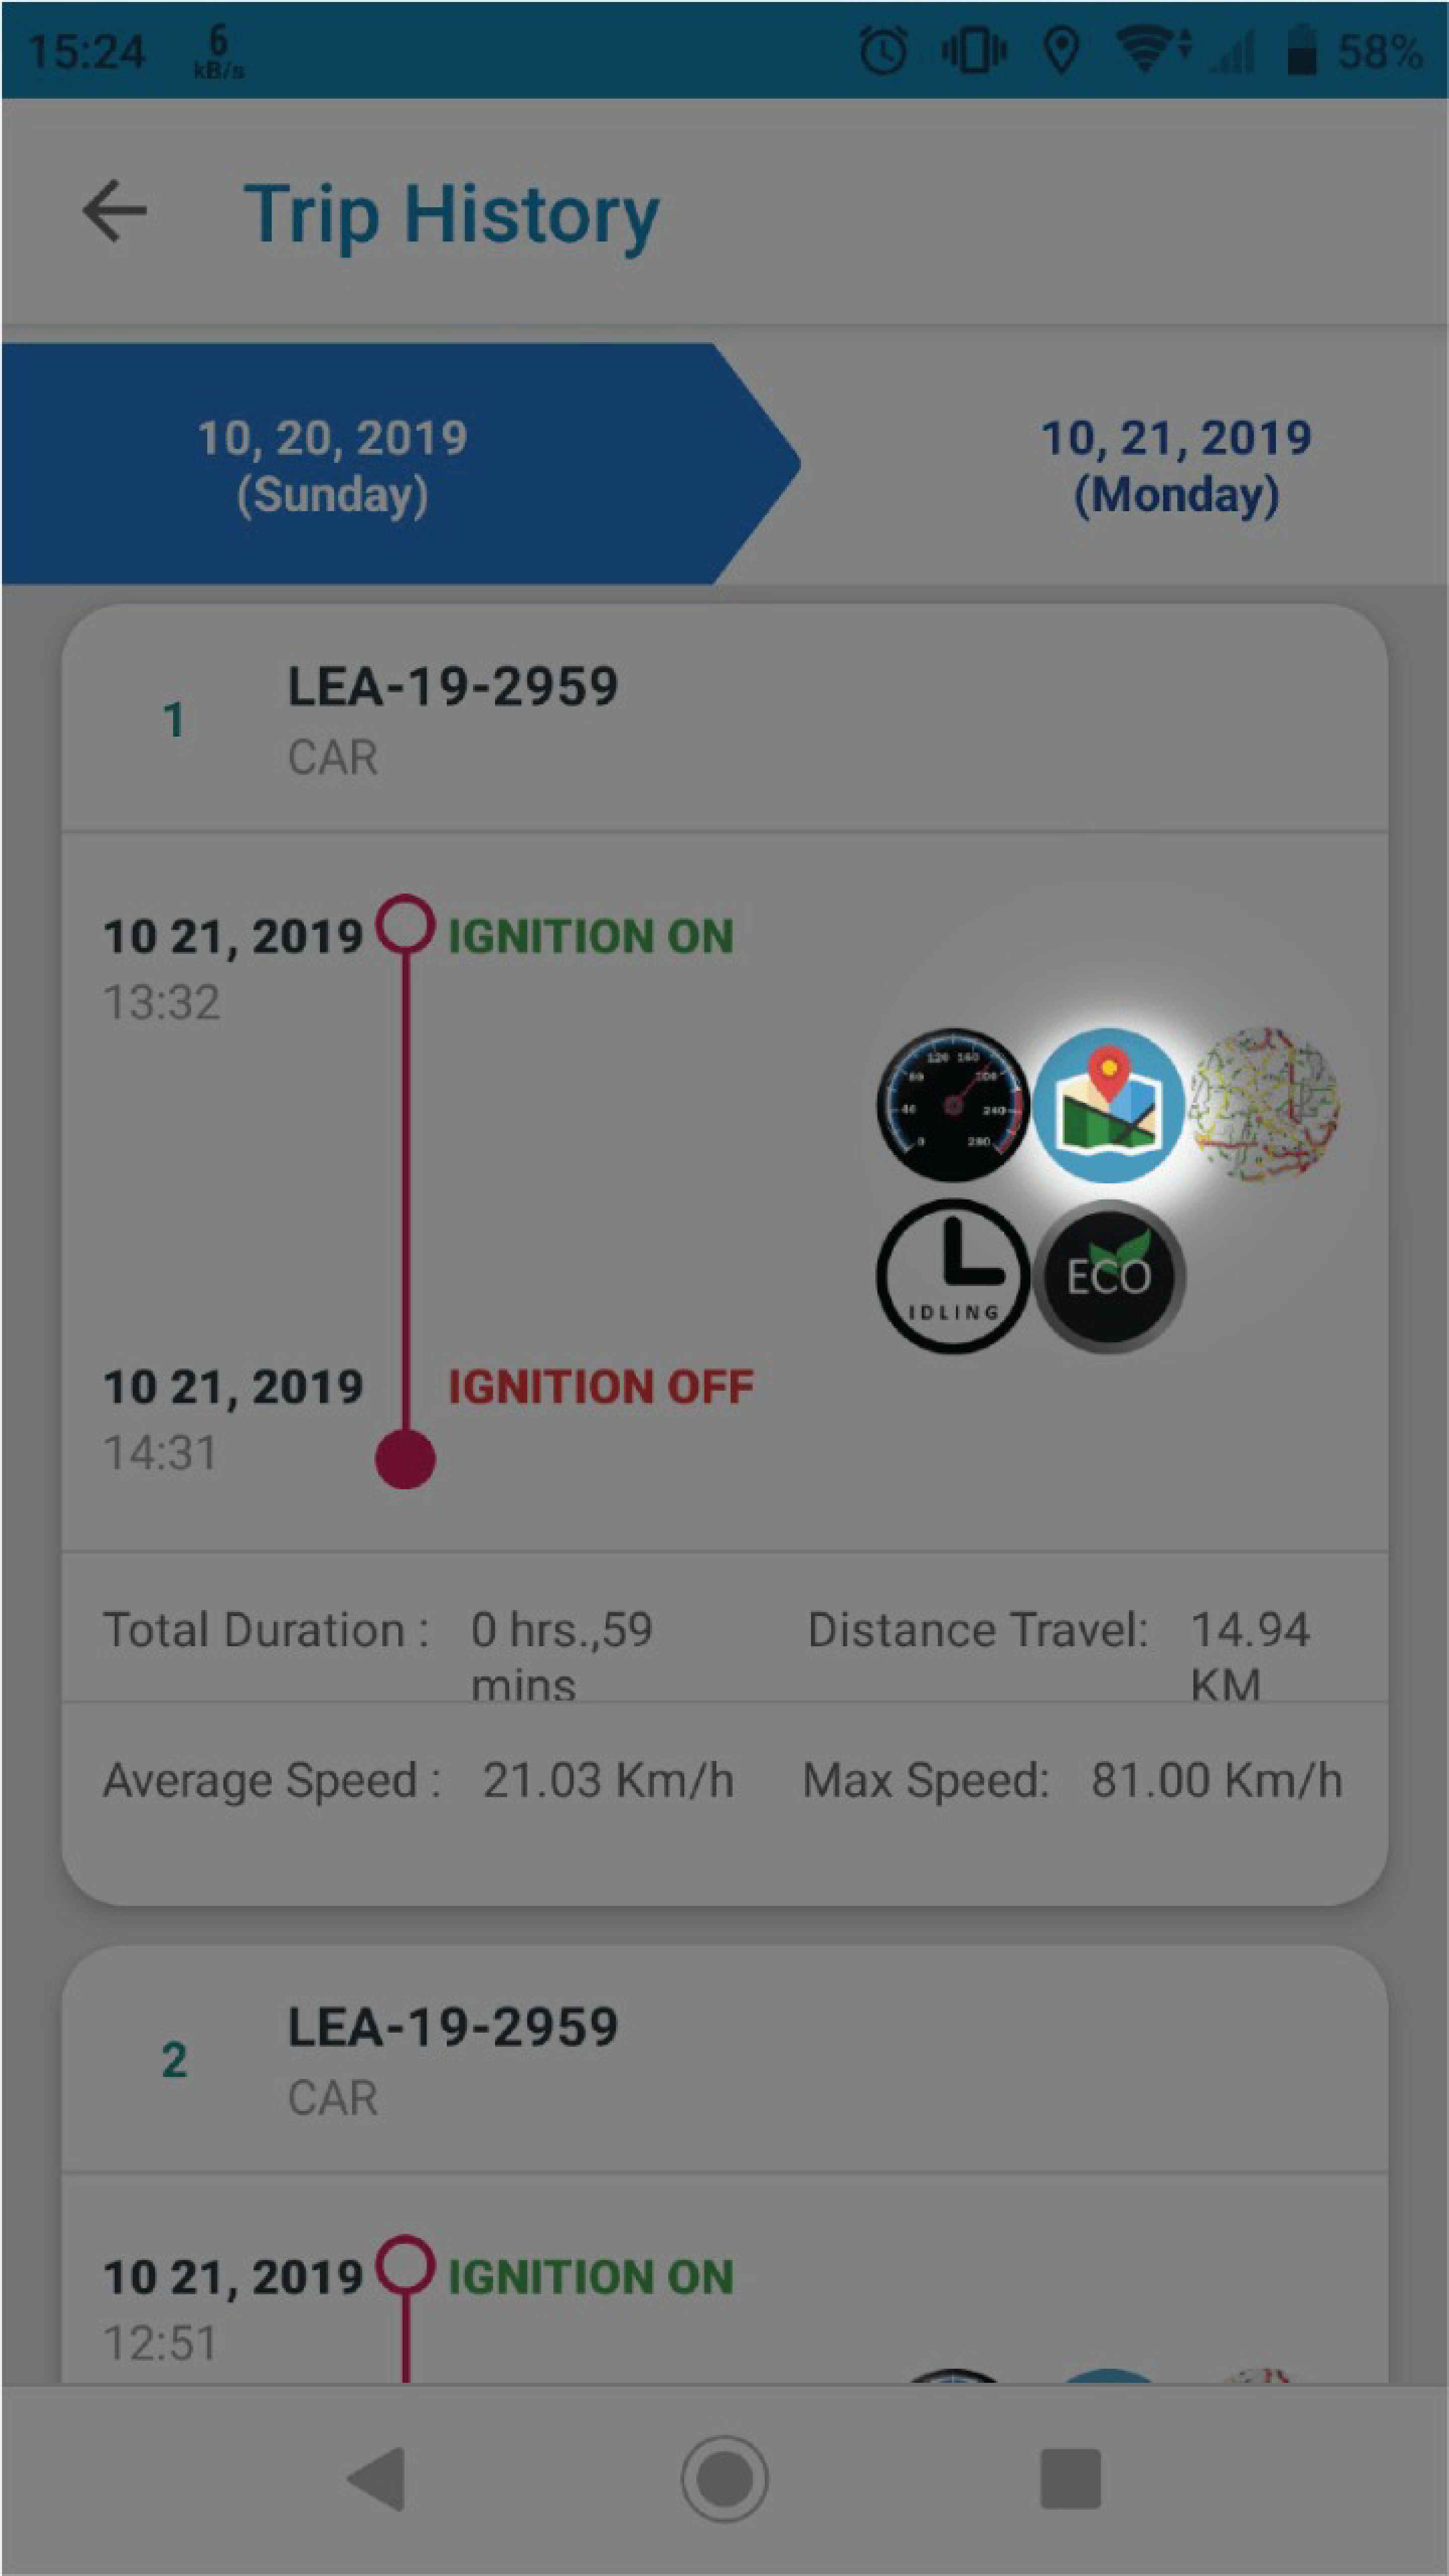 15:24 6 kB/s 58%
Trip History
10, 20, 2019
(Sunday)
10, 21, 2019
(Monday)
1
LEA-19-2959
CAR
10 21, 2019 IGNITION ON
13:32
120 160
80 200
40 240
0 280
IDLING
ECO
10 21, 2019 IGNITION OFF
14:31
Total Duration : 0 hrs.,59 mins
Distance Travel: 14.94 KM
Average Speed : 21.03 Km/h Max Speed: 81.00 Km/h
2
LEA-19-2959
CAR
10 21, 2019 IGNITION ON
12:51